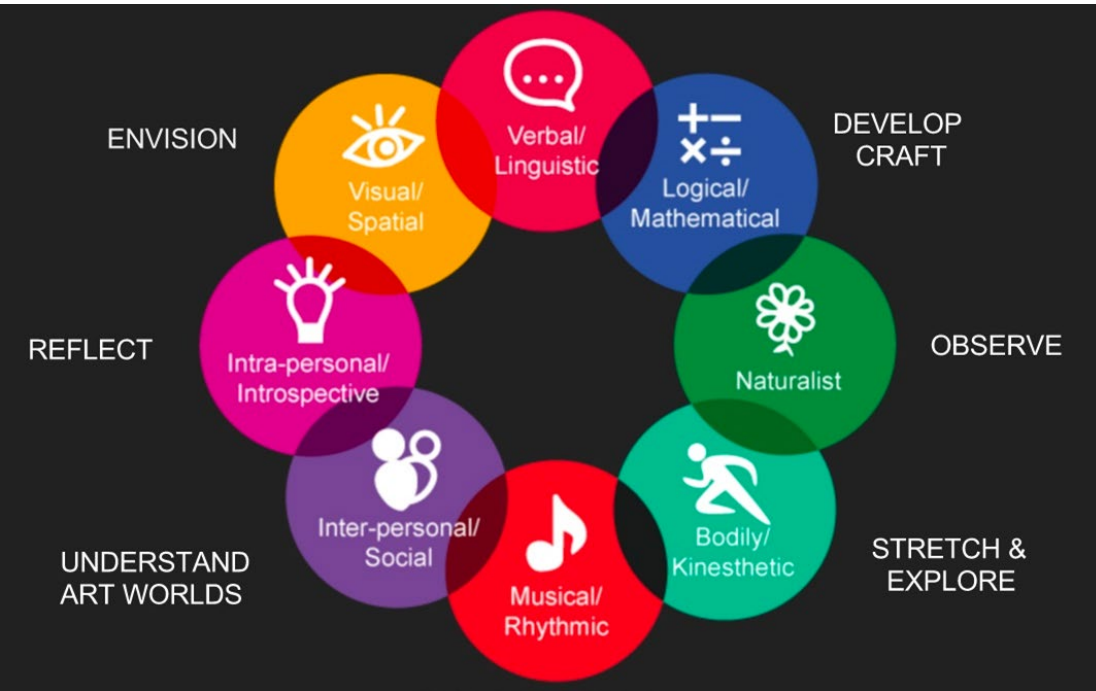 Verbal/
Linguistic
ENVISION
Visual/
Spatial
Logical/
Mathematical
DEVELOP
CRAFT
REFLECT
Intra-personal/
Introspective
Naturalist
OBSERVE
Inter-personal/
Social
Bodily/
Kinesthetic
UNDERSTAND
ART WORLDS
Musical/
Rhythmic
STRETCH &
EXPLORE